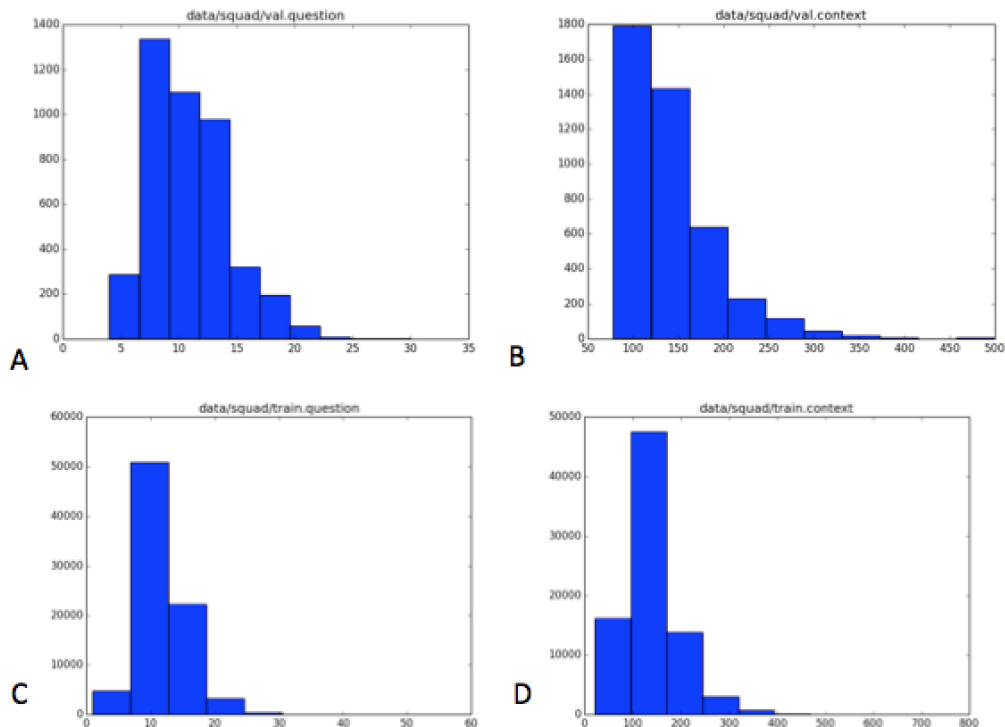 data/squad/val.question
1400
1200
1000
800
600
400
200
0
0 5 10 15 20 25 30 35
A
data/squad/val.context
1800
1600
1400
1200
1000
800
600
400
200
0
50 100 150 200 250 300 350 400 450 500
B
data/squad/train.question
60000
50000
40000
30000
20000
10000
0
0 10 20 30 40 50 60
C
data/squad/train.context
50000
40000
30000
20000
10000
0
0 100 200 300 400 500 600 700 800
D